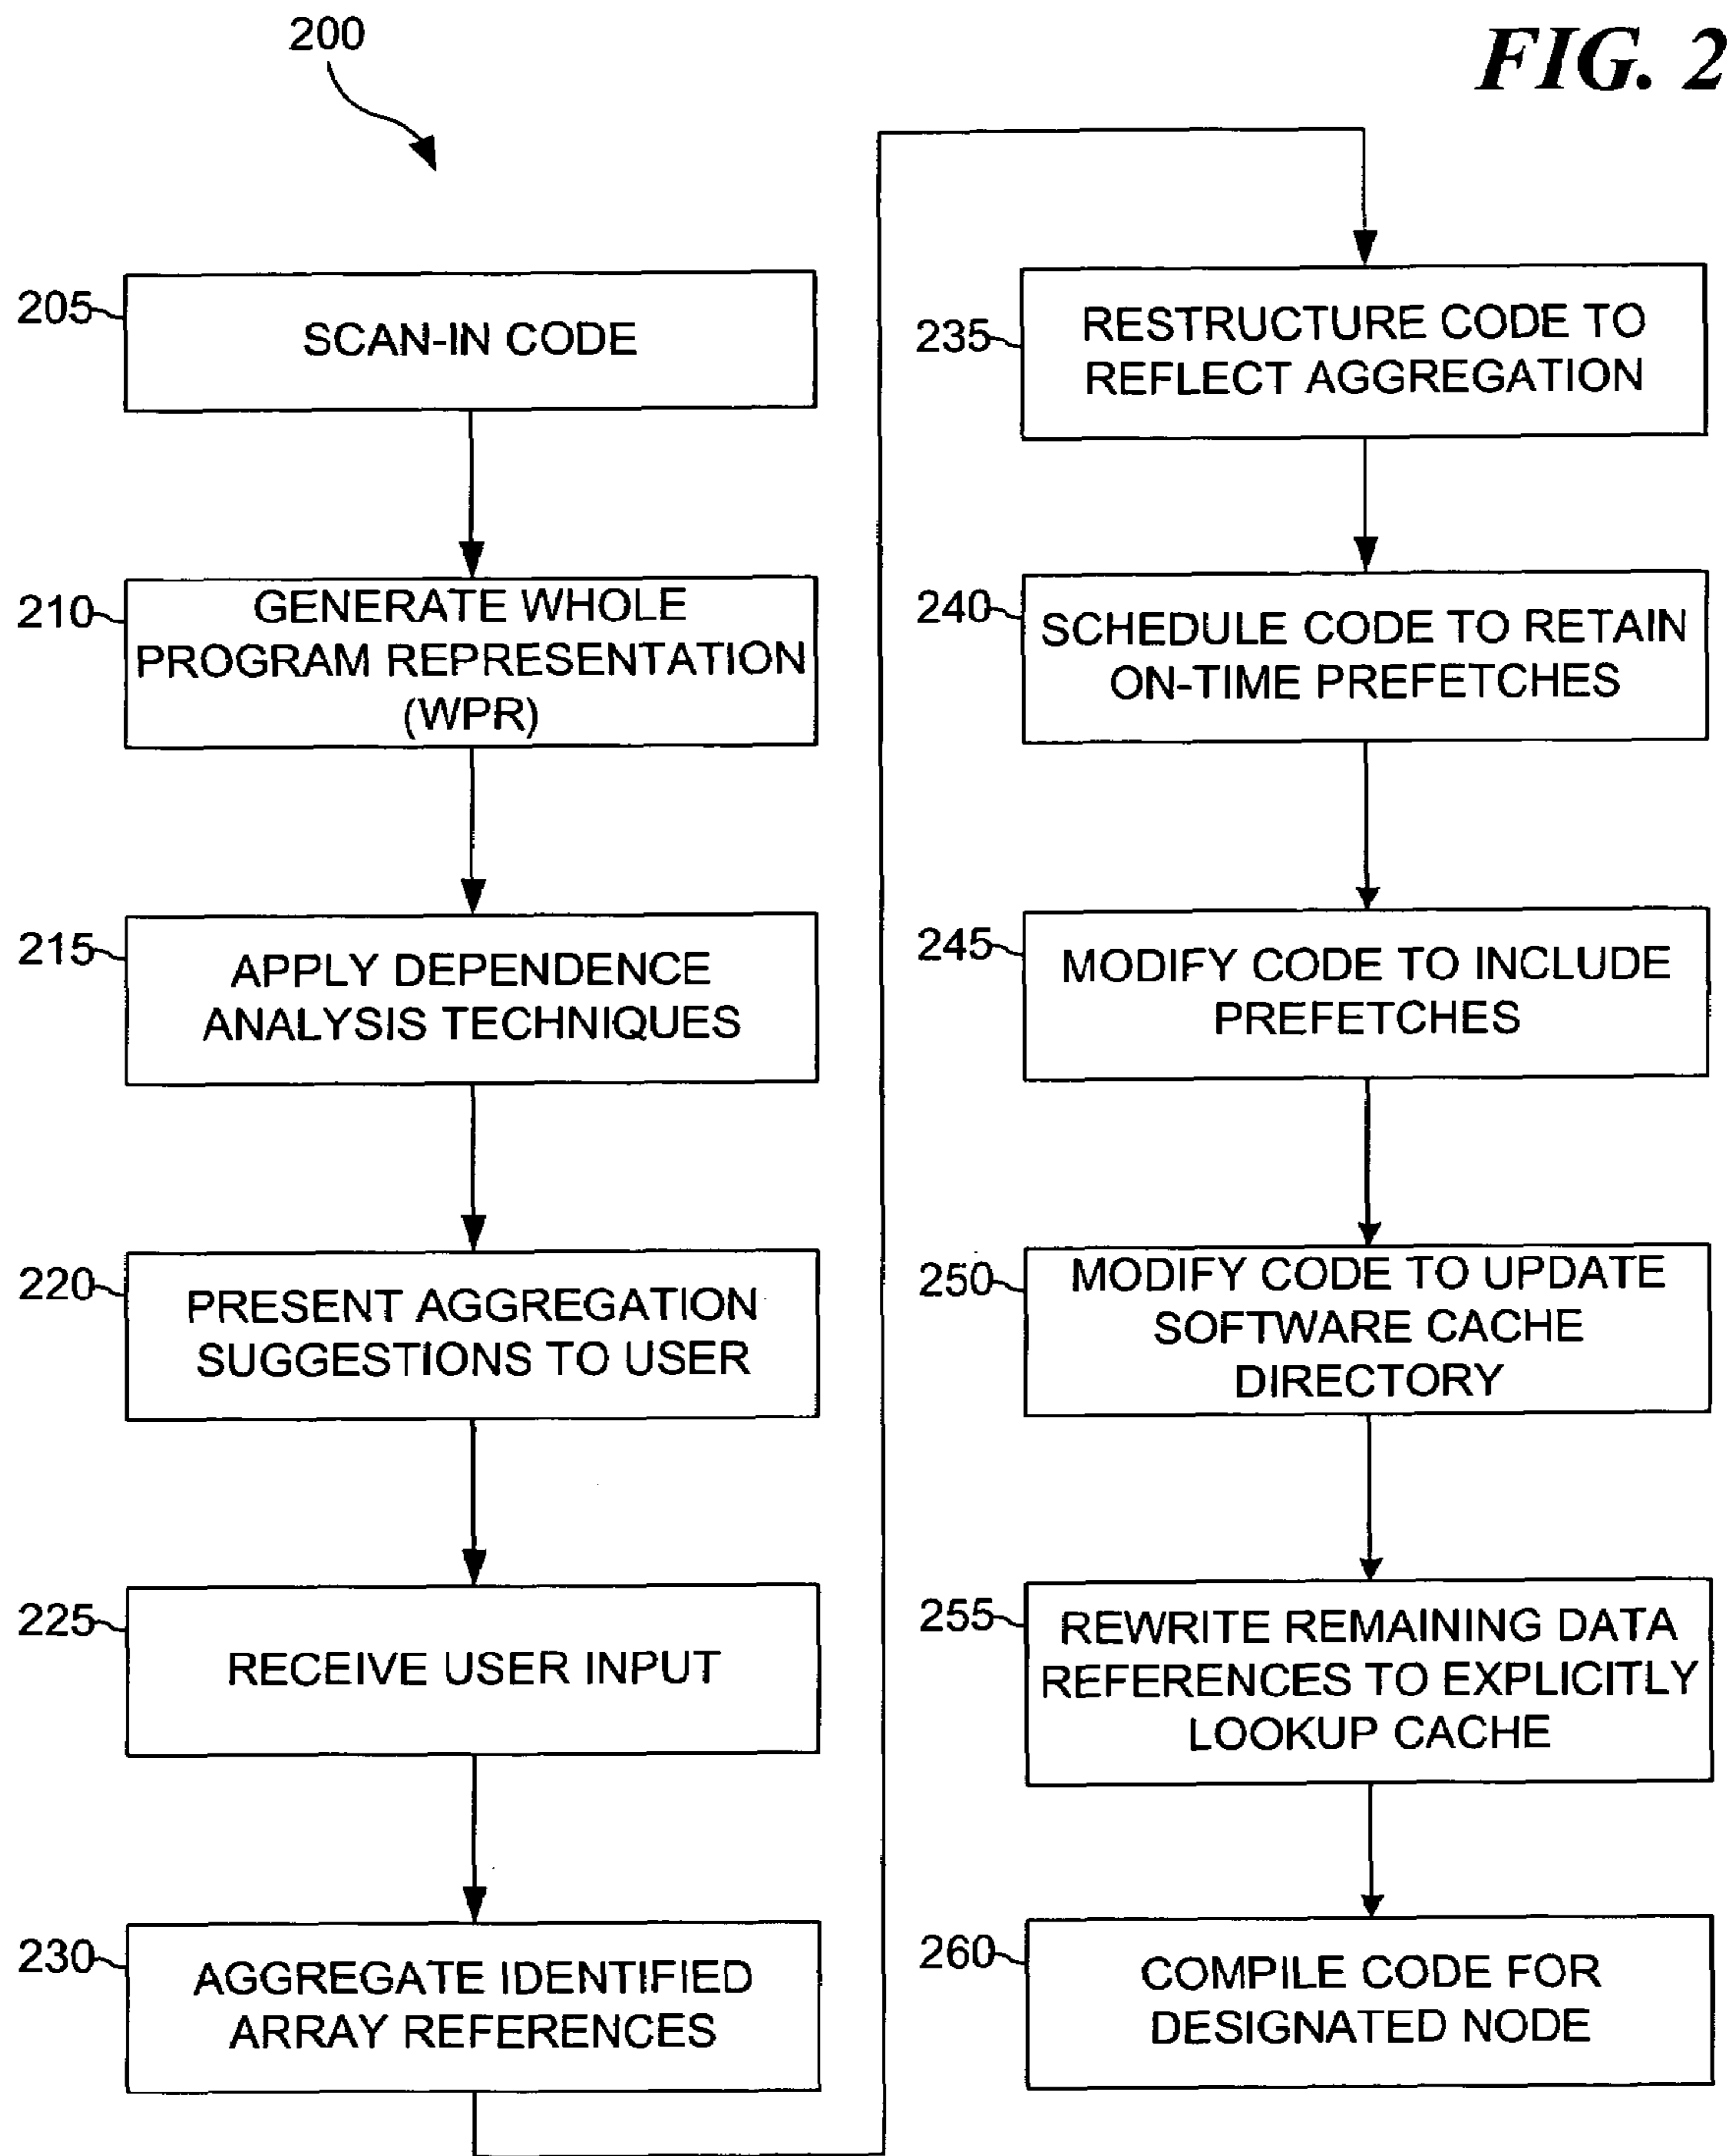 200
FIG. 2
205
SCAN-IN CODE
210
GENERATE WHOLE
PROGRAM REPRESENTATION
(WPR)
215
APPLY DEPENDENCE
ANALYSIS TECHNIQUES
220
PRESENT AGGREGATION
SUGGESTIONS TO USER
225
RECEIVE USER INPUT
230
AGGREGATE IDENTIFIED
ARRAY REFERENCES
235
RESTRUCTURE CODE TO
REFLECT AGGREGATION
240
SCHEDULE CODE TO RETAIN
ON-TIME PREFETCHES
245
MODIFY CODE TO INCLUDE
PREFETCHES
250
MODIFY CODE TO UPDATE
SOFTWARE CACHE
DIRECTORY
255
REWRITE REMAINING DATA
REFERENCES TO EXPLICITLY
LOOKUP CACHE
260
COMPILE CODE FOR
DESIGNATED NODE